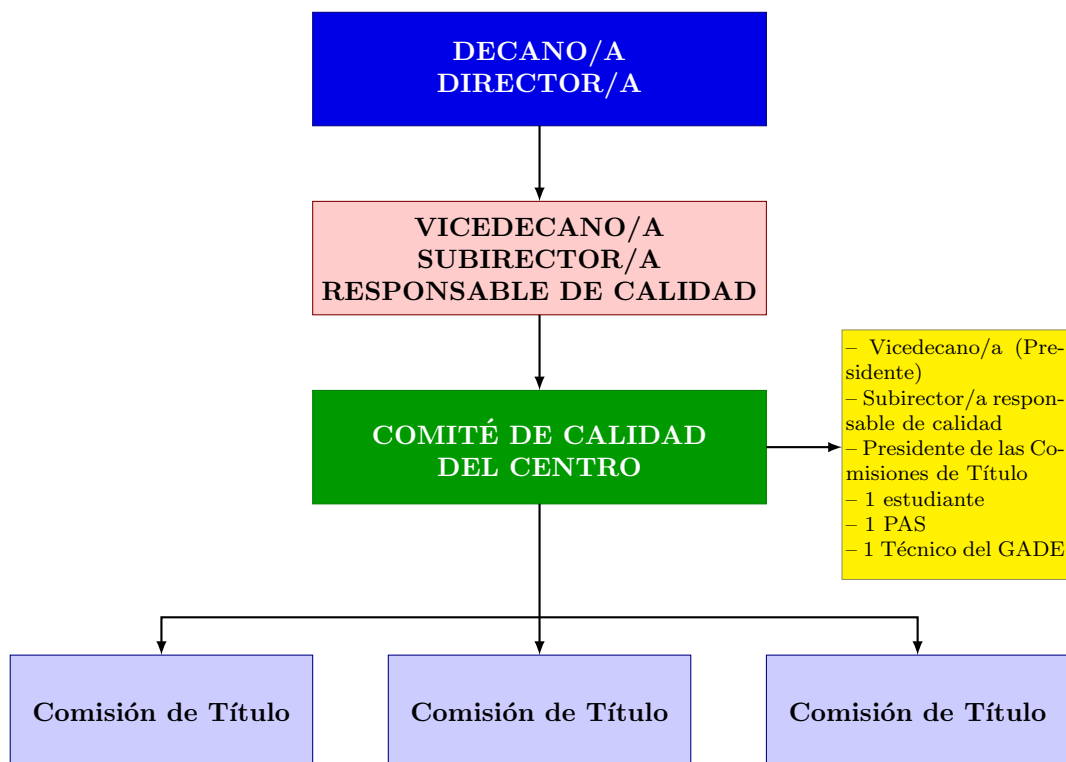 DECANO/A
DIRECTOR/A
VICEDECANO/A
SUBIRECTOR/A
RESPONSABLE DE CALIDAD
COMITÉ DE CALIDAD
DEL CENTRO
– Vicedecano/a (Pre-
sidente)
– Subirector/a respon-
sable de calidad
– Presidente de las Co-
misiones de Título
– 1 estudiante
– 1 PAS
– 1 Técnico del GADE
Comisión de Título
Comisión de Título
Comisión de Título